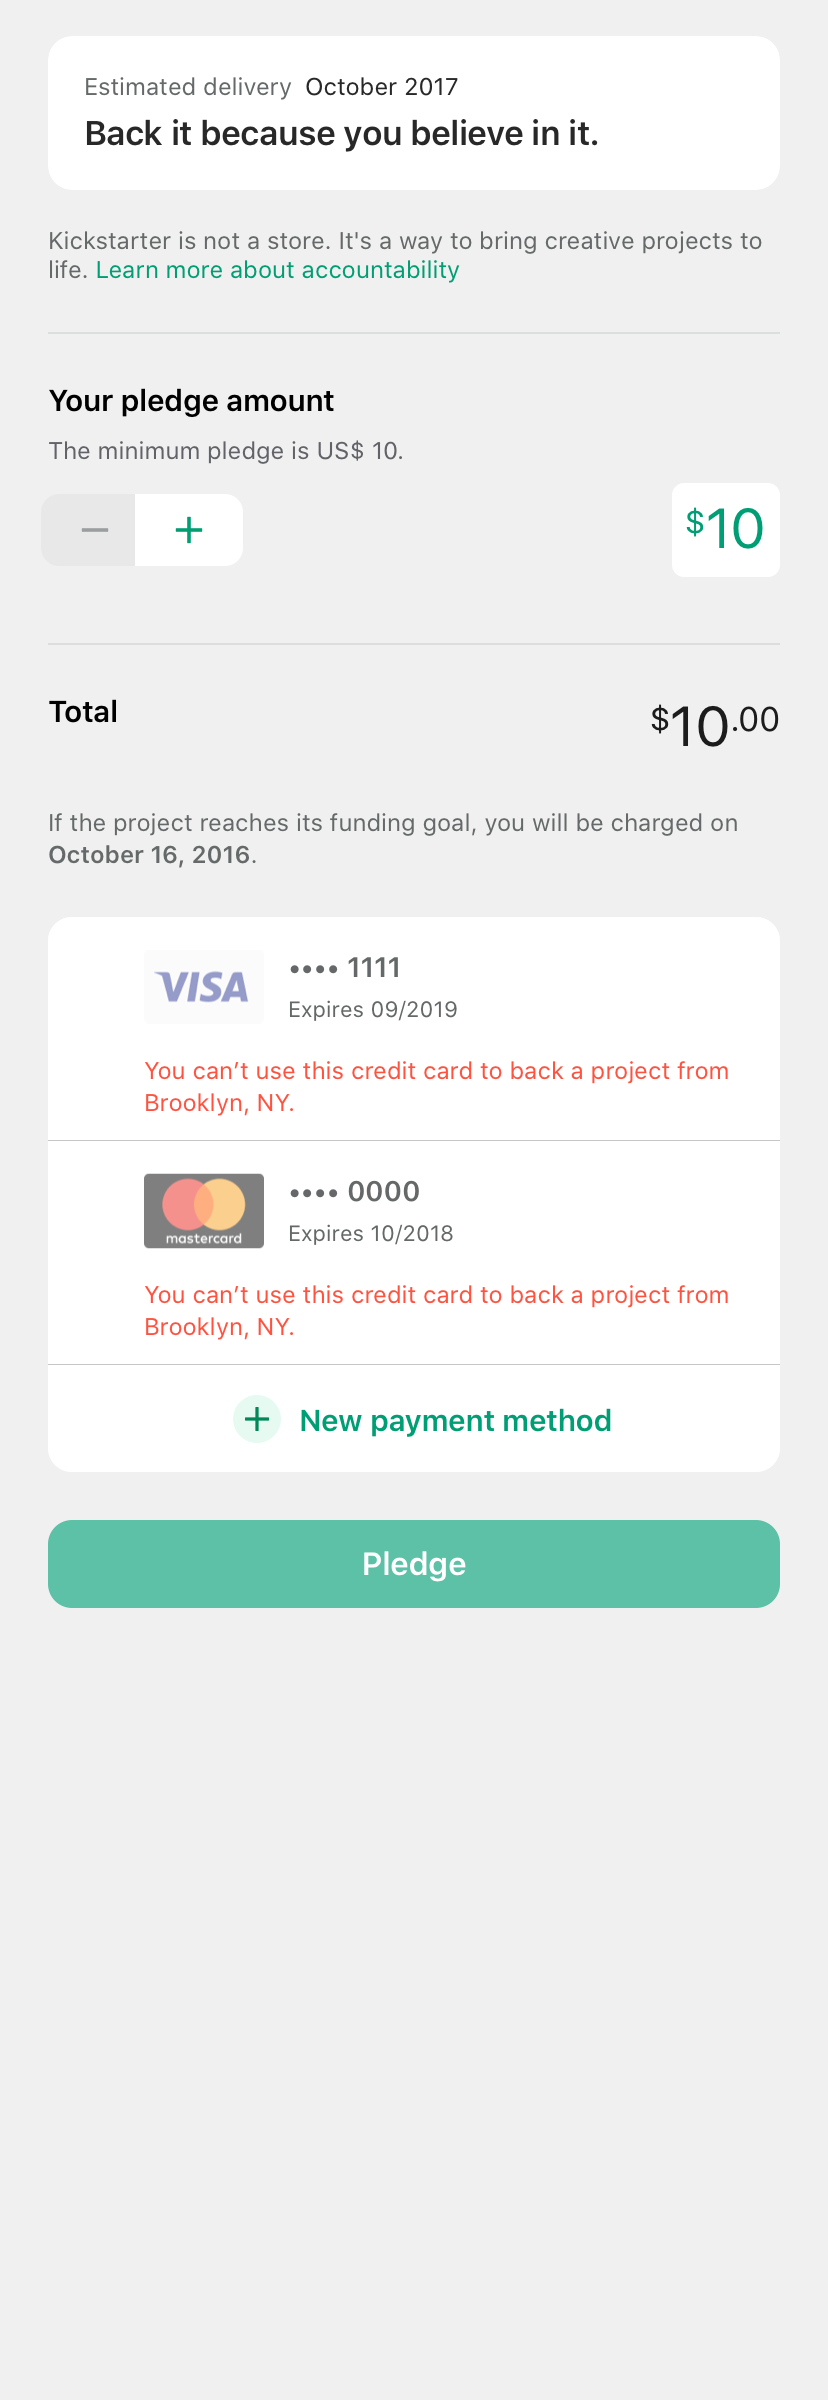 Estimated delivery October 2017
Back it because you believe in it.
Kickstarter is not a store. It's a way to bring creative projects to
life. Learn more about accountability
Your pledge amount
The minimum pledge is US$ 10.
− +
$10
Total
$10.00
If the project reaches its funding goal, you will be charged on
October 16, 2016.
VISA
•••• 1111
Expires 09/2019
You can’t use this credit card to back a project from
Brooklyn, NY.
mastercard
•••• 0000
Expires 10/2018
You can’t use this credit card to back a project from
Brooklyn, NY.
+ New payment method
Pledge